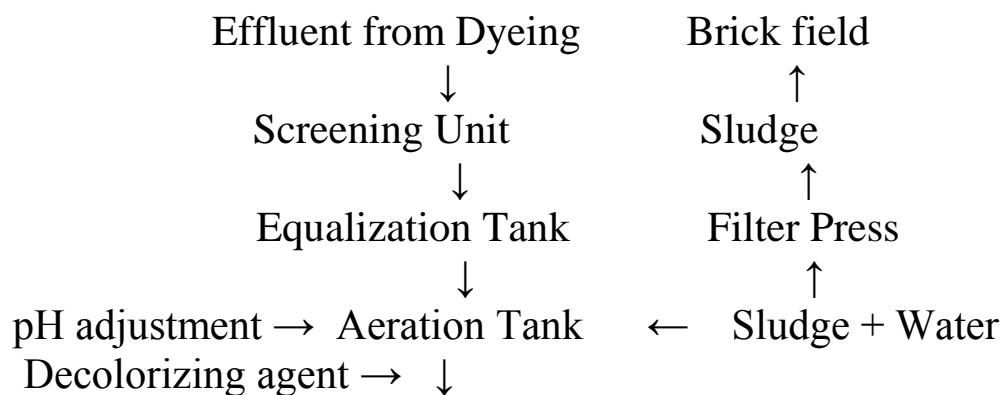 Effluent from Dyeing Brick field
↓ ↑
Screening Unit Sludge
↓ ↑
Equalization Tank Filter Press
↓ ↑
pH adjustment → Aeration Tank ← Sludge + Water
Decolorizing agent → ↓